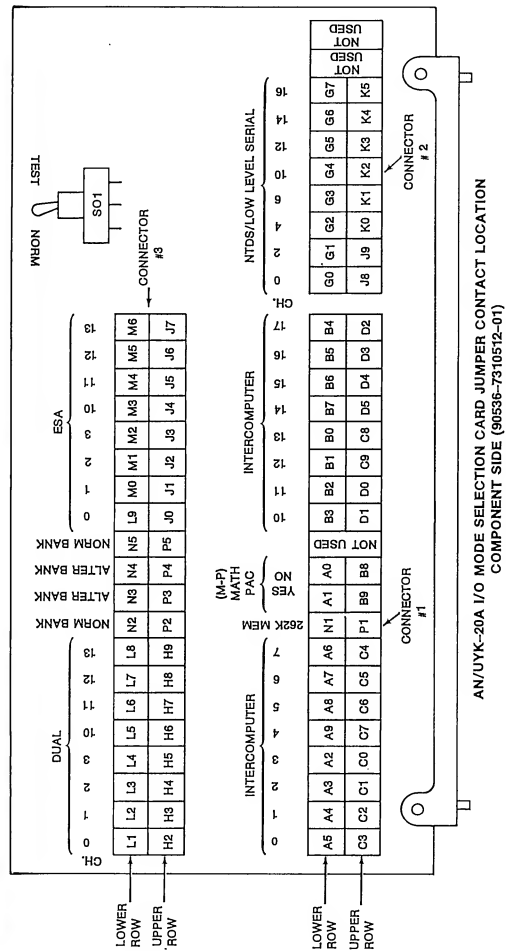 TEST
NORM
SO1
CONNECTOR
#3
DUAL
ESA
CH. 0 1 2 3 10 11 12 13 NORM BANK ALTER BANK ALTER BANK NORM BANK 0 1 2 3 10 11 12 13
LOWER ROW L1 L2 L3 L4 L5 L6 L7 L8 N2 N3 N4 N5 L9 M0 M1 M2 M3 M4 M5 M6
UPPER ROW H2 H3 H4 H5 H6 H7 H8 H9 P2 P3 P4 P5 J0 J1 J2 J3 J4 J5 J6 J7
INTERCOMPUTER
(M-P)
MATH
PAC
INTERCOMPUTER
NTDS/LOW LEVEL SERIAL
0 1 2 3 4 5 6 7 262K MEM YES NO 10 11 12 13 14 15 16 17 CH. 0 2 4 6 10 12 14 16
LOWER ROW A5 A4 A3 A2 A9 A8 A7 A6 N1 A1 A0 NOT USED B3 B2 B1 B0 B7 B6 B5 B4 G0 G1 G2 G3 G4 G5 G6 G7 NOT USED NOT USED
UPPER ROW C3 C2 C1 C0 C7 C6 C5 C4 P1 B9 B8 D1 D0 C9 C8 D5 D4 D3 D2 J8 J9 K0 K1 K2 K3 K4 K5
CONNECTOR
#1
CONNECTOR
# 2
AN/UYK-20A I/O MODE SELECTION CARD JUMPER CONTACT LOCATION
COMPONENT SIDE (90536-7310512-01)